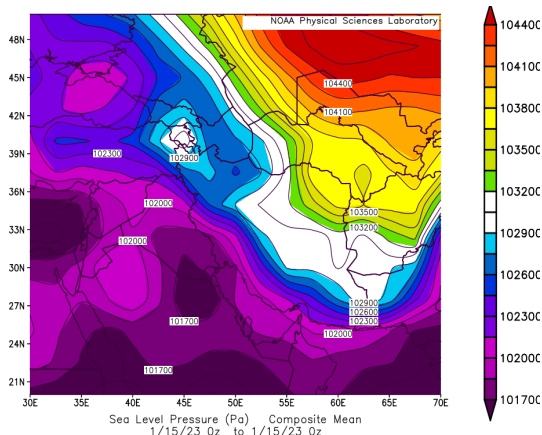 NOAA Physical Sciences Laboratory
48N
45N
42N
39N
36N
33N
30N
27N
24N
21N
30E 35E 40E 45E 50E 55E 60E 65E 70E
104400
104100
102300
102900
102000
103500
103200
102000
102900
102600
102300
102000
101700
101700
104400
104100
103800
103500
103200
102900
102600
102300
102000
101700
Sea Level Pressure (Pa) Composite Mean
1/15/23 0z to 1/15/23 0z